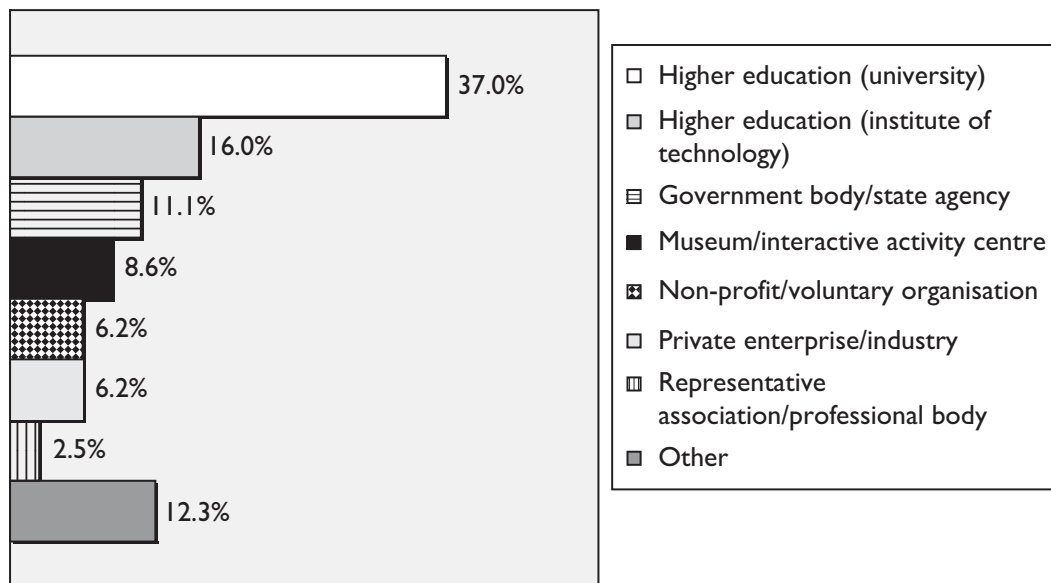 37.0%
16.0%
11.1%
8.6%
6.2%
6.2%
2.5%
12.3%
Higher education (university)
Higher education (institute of
technology)
Government body/state agency
Museum/interactive activity centre
Non-profit/voluntary organisation
Private enterprise/industry
Representative
association/professional body
Other